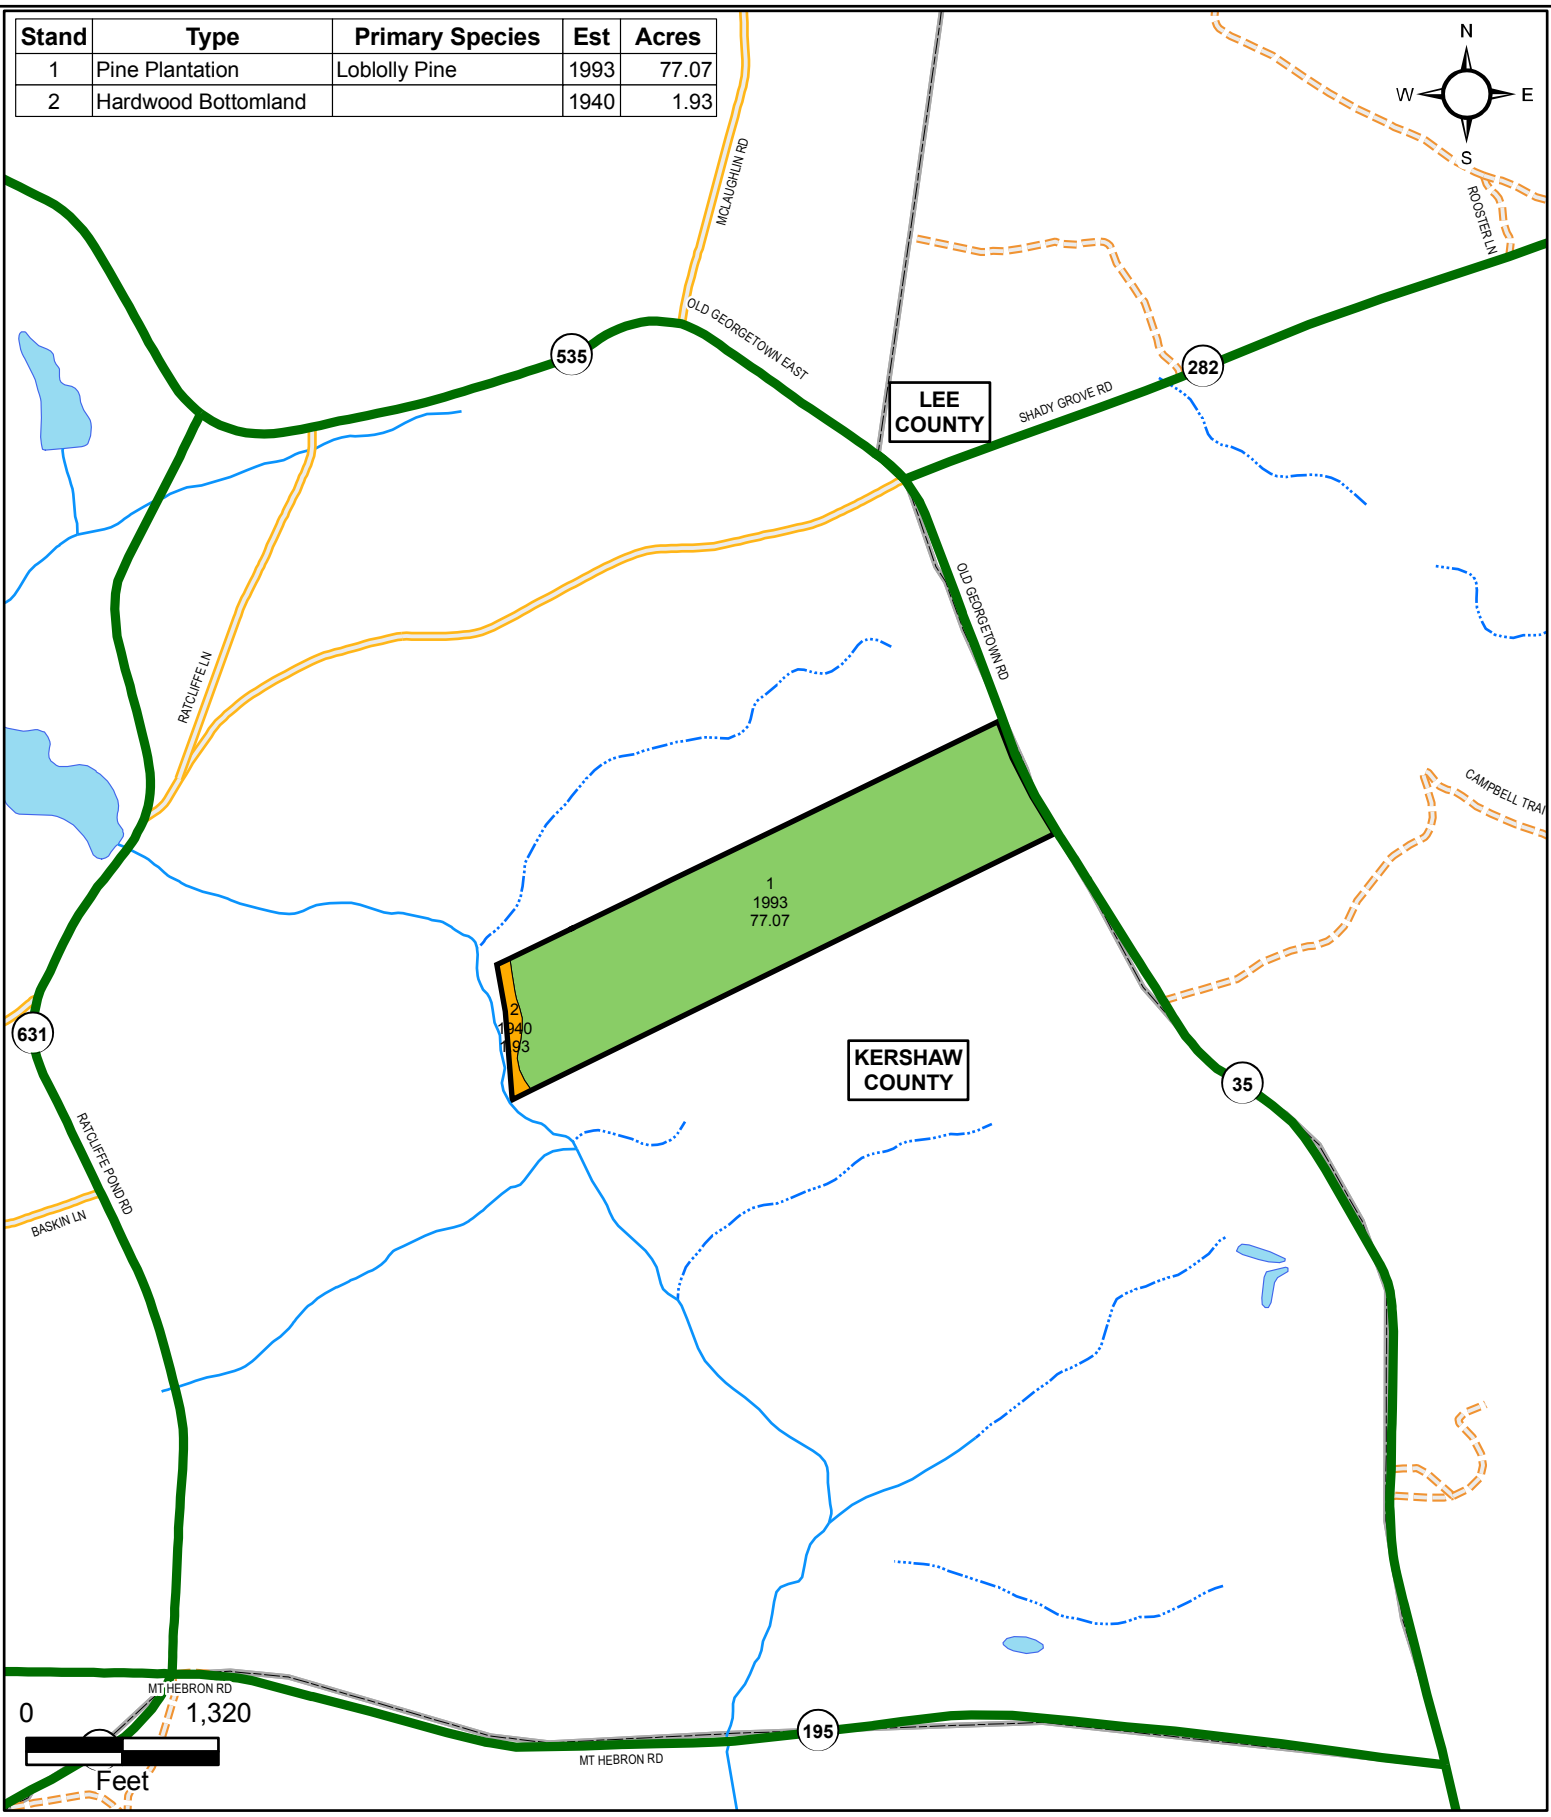 Stand Type Primary Species Est Acres
1 Pine Plantation Loblolly Pine 1993 77.07
2 Hardwood Bottomland 1940 1.93
N
W E
S
MCLAUGHLIN RD
ROOSTER LN
OLD GEORGETOWN EAST
535
282
LEE
COUNTY
SHADY GROVE RD
OLD GEORGETOWN RD
RATCLIFFE LN
CAMPBELL TRAI
1
1993
77.07
2
1940
1.93
631
KERSHAW
COUNTY
35
RATCLIFFE POND RD
BASKIN LN
MT HEBRON RD
0 1,320
Feet
195
MT HEBRON RD